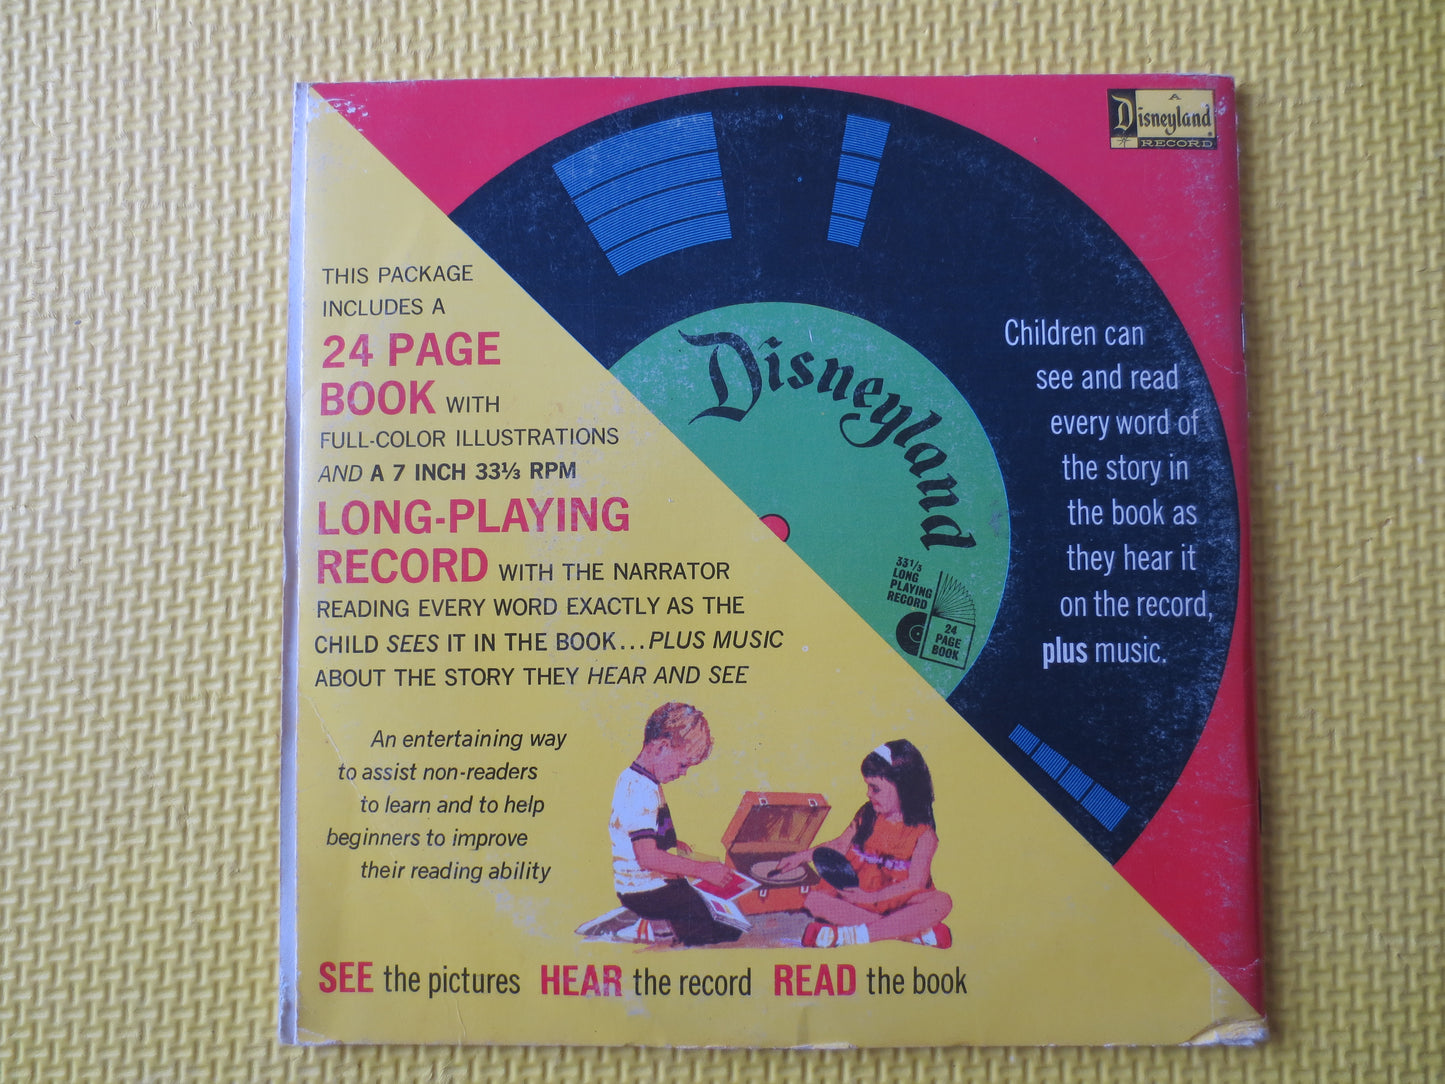 A
Disneyland®
RECORD
THIS PACKAGE
INCLUDES A
24 PAGE
BOOK WITH
FULL-COLOR ILLUSTRATIONS
AND A 7 INCH 33⅓ RPM
LONG-PLAYING
RECORD WITH THE NARRATOR
READING EVERY WORD EXACTLY AS THE
CHILD SEES IT IN THE BOOK...PLUS MUSIC
ABOUT THE STORY THEY HEAR AND SEE
An entertaining way
to assist non-readers
to learn and to help
beginners to improve
their reading ability
Disneyland
33⅓
LONG
PLAYING
RECORD
24
PAGE
BOOK
Children can
see and read
every word of
the story in
the book as
they hear it
on the record,
plus music.
SEE the pictures HEAR the record READ the book